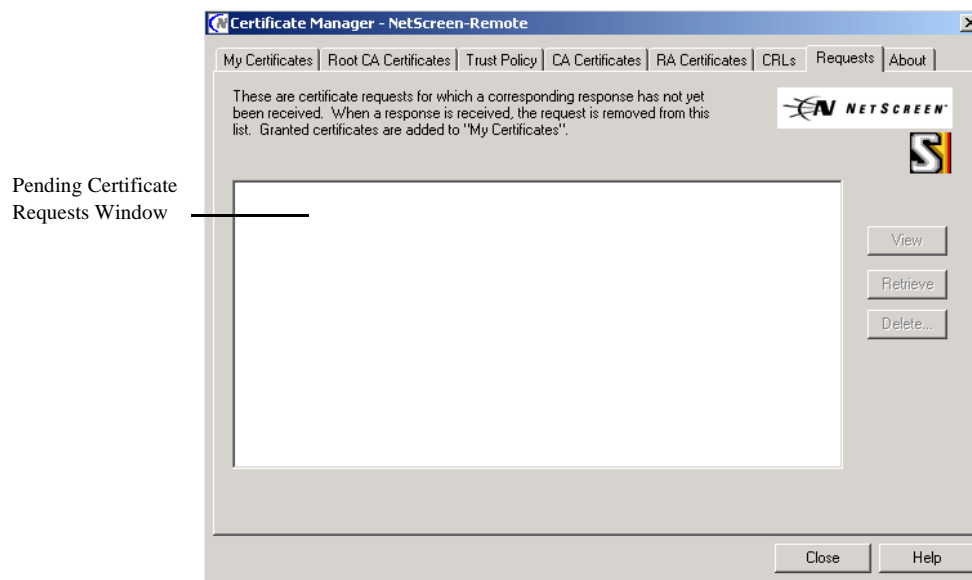 Certificate Manager - NetScreen-Remote
My Certificates
Root CA Certificates
Trust Policy
CA Certificates
RA Certificates
CRLs
Requests
About
These are certificate requests for which a corresponding response has not yet
been received. When a response is received, the request is removed from this
list. Granted certificates are added to "My Certificates".
N NETSCREEN
S
Pending Certificate
Requests Window
View
Retrieve
Delete...
Close
Help